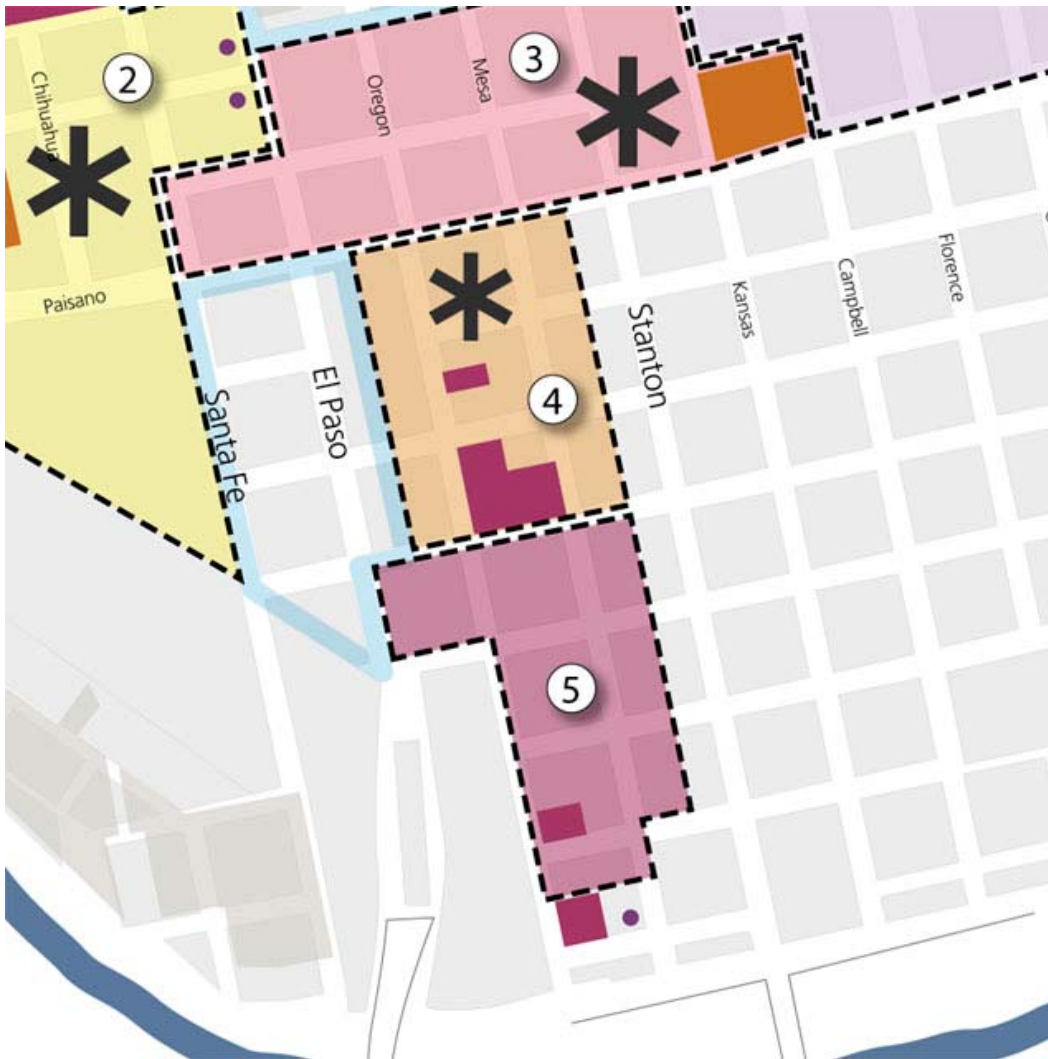 2
3
Chihuahua
Oregon
Mesa
Paisano
El Paso
Santa Fe
Stanton
Kansas
Campbell
Florence
4
5